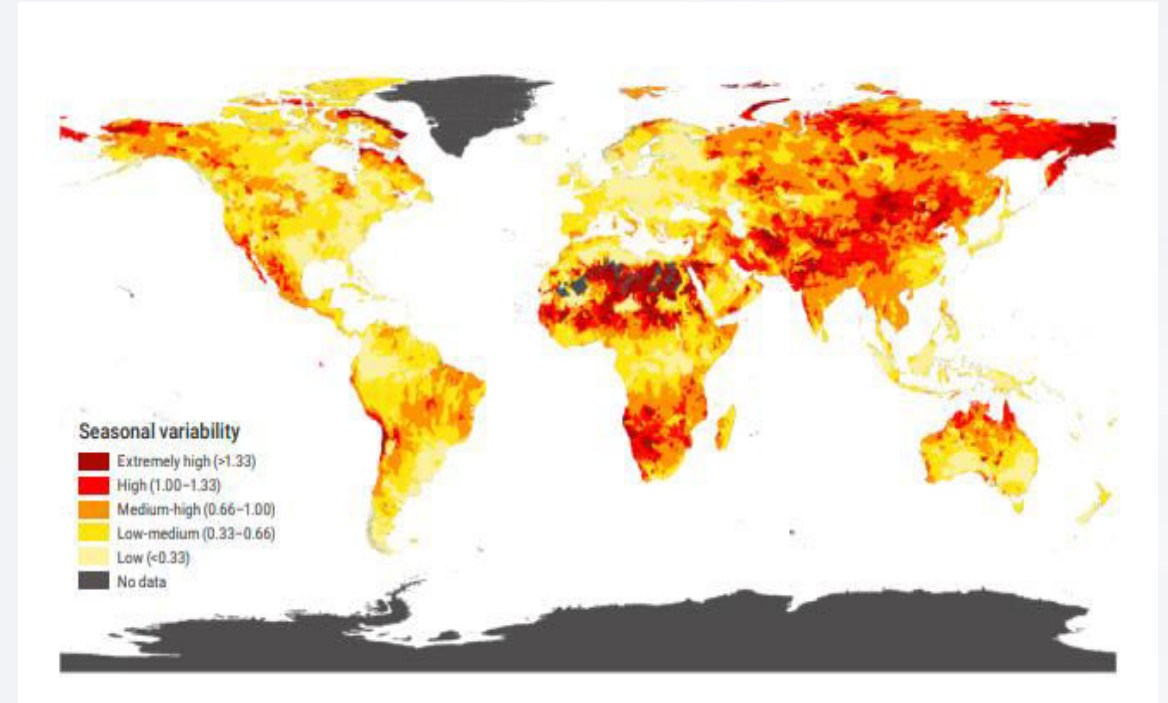 Seasonal variability
Extremely high (>1.33)
High (1.00–1.33)
Medium-high (0.66–1.00)
Low-medium (0.33–0.66)
Low (<0.33)
No data